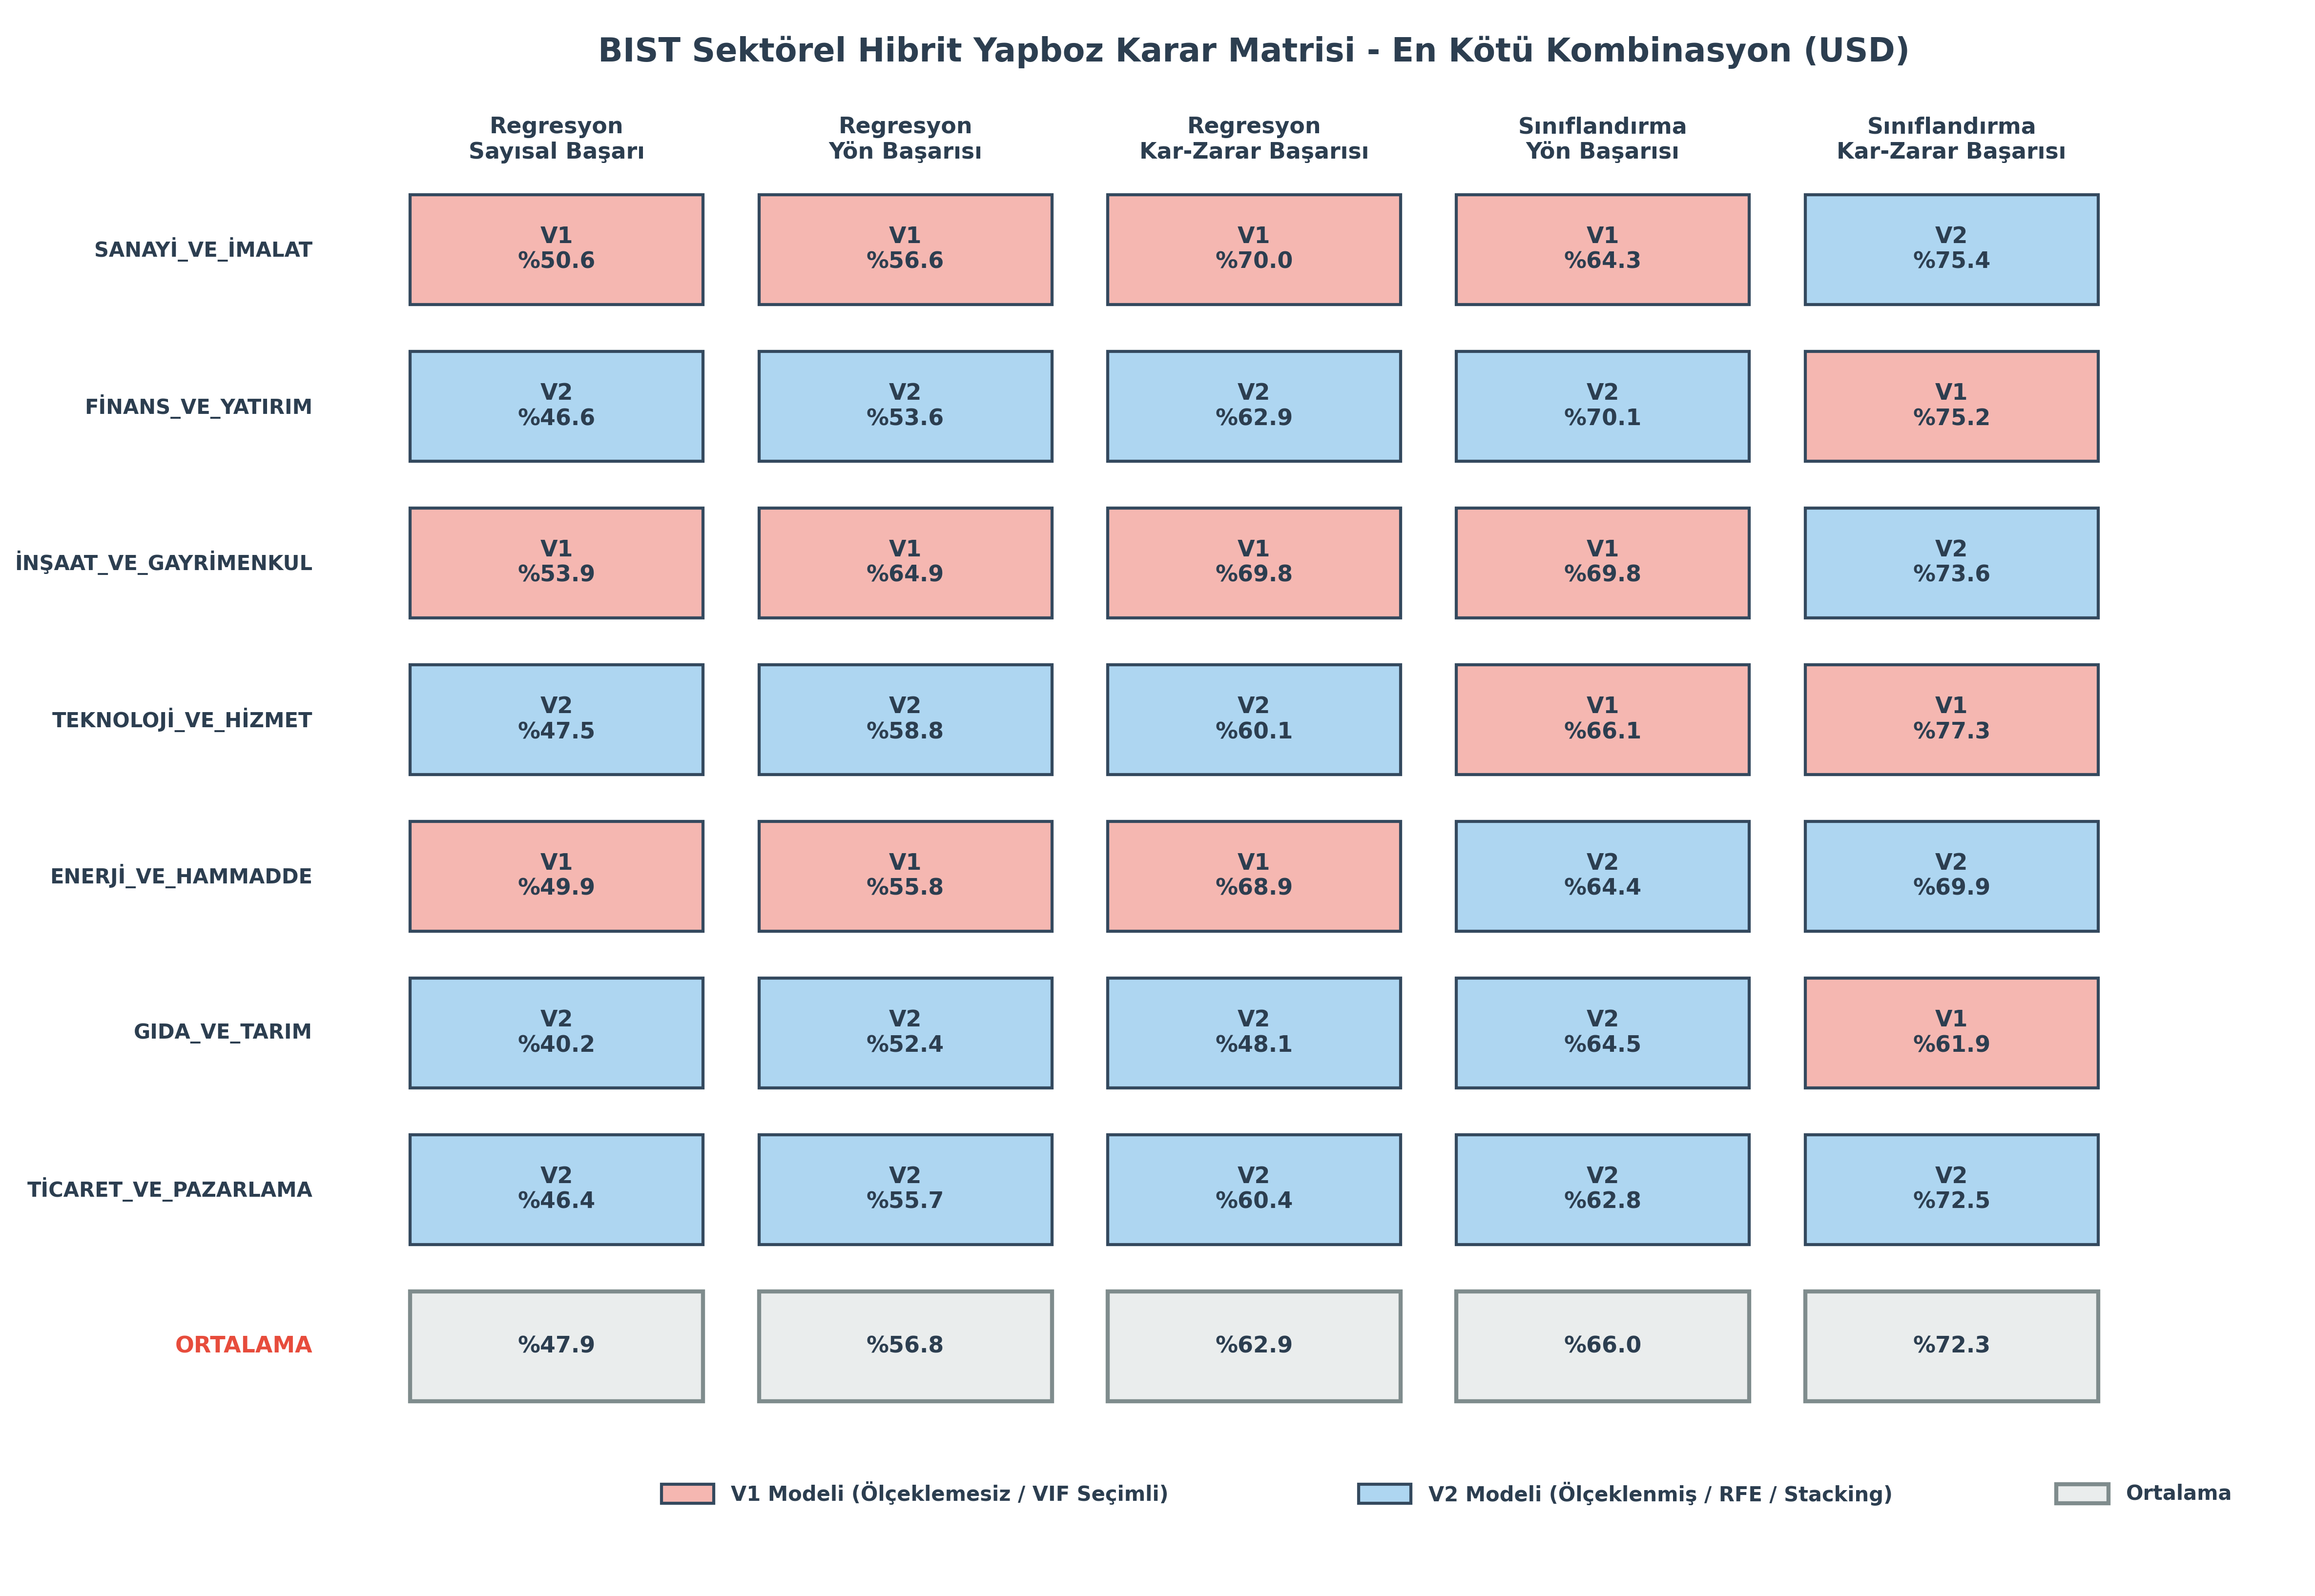 BIST Sektörel Hibrit Yapboz Karar Matrisi - En Kötü Kombinasyon (USD)
Regresyon
Sayısal Başarı
Regresyon
Yön Başarısı
Regresyon
Kar-Zarar Başarısı
Sınıflandırma
Yön Başarısı
Sınıflandırma
Kar-Zarar Başarısı
SANAYİ_VE_İMALAT
V1
%50.6
V1
%56.6
V1
%70.0
V1
%64.3
V2
%75.4
FİNANS_VE_YATIRIM
V2
%46.6
V2
%53.6
V2
%62.9
V2
%70.1
V1
%75.2
İNŞAAT_VE_GAYRİMENKUL
V1
%53.9
V1
%64.9
V1
%69.8
V1
%69.8
V2
%73.6
TEKNOLOJİ_VE_HİZMET
V2
%47.5
V2
%58.8
V2
%60.1
V1
%66.1
V1
%77.3
ENERJİ_VE_HAMMADDE
V1
%49.9
V1
%55.8
V1
%68.9
V2
%64.4
V2
%69.9
GIDA_VE_TARIM
V2
%40.2
V2
%52.4
V2
%48.1
V2
%64.5
V1
%61.9
TİCARET_VE_PAZARLAMA
V2
%46.4
V2
%55.7
V2
%60.4
V2
%62.8
V2
%72.5
ORTALAMA
%47.9
%56.8
%62.9
%66.0
%72.3
V1 Modeli (Ölçeklemesiz / VIF Seçimli)
V2 Modeli (Ölçeklenmiş / RFE / Stacking)
Ortalama